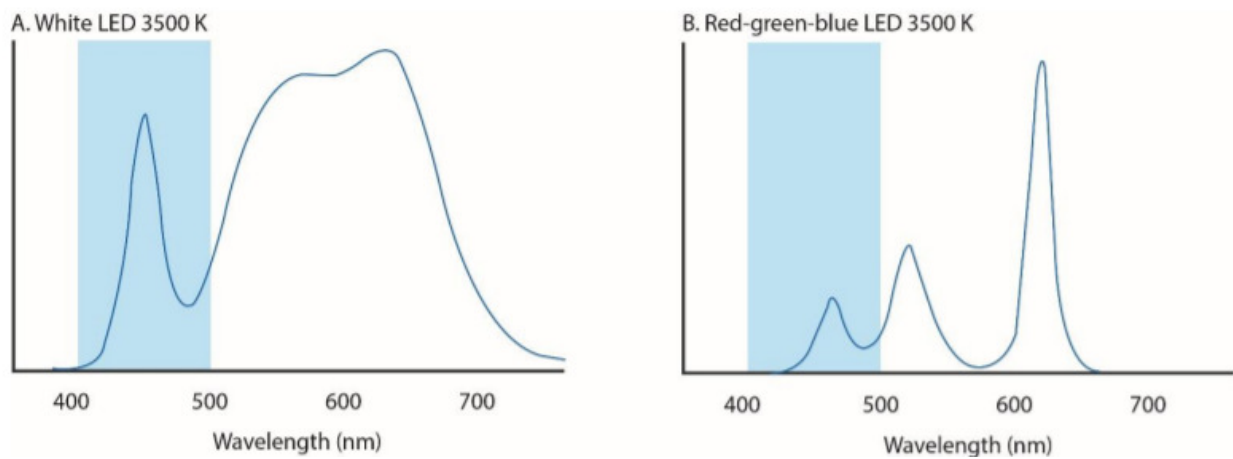 A. White LED 3500 K
400 500 600 700
Wavelength (nm)
B. Red-green-blue LED 3500 K
400 500 600 700
Wavelength (nm)